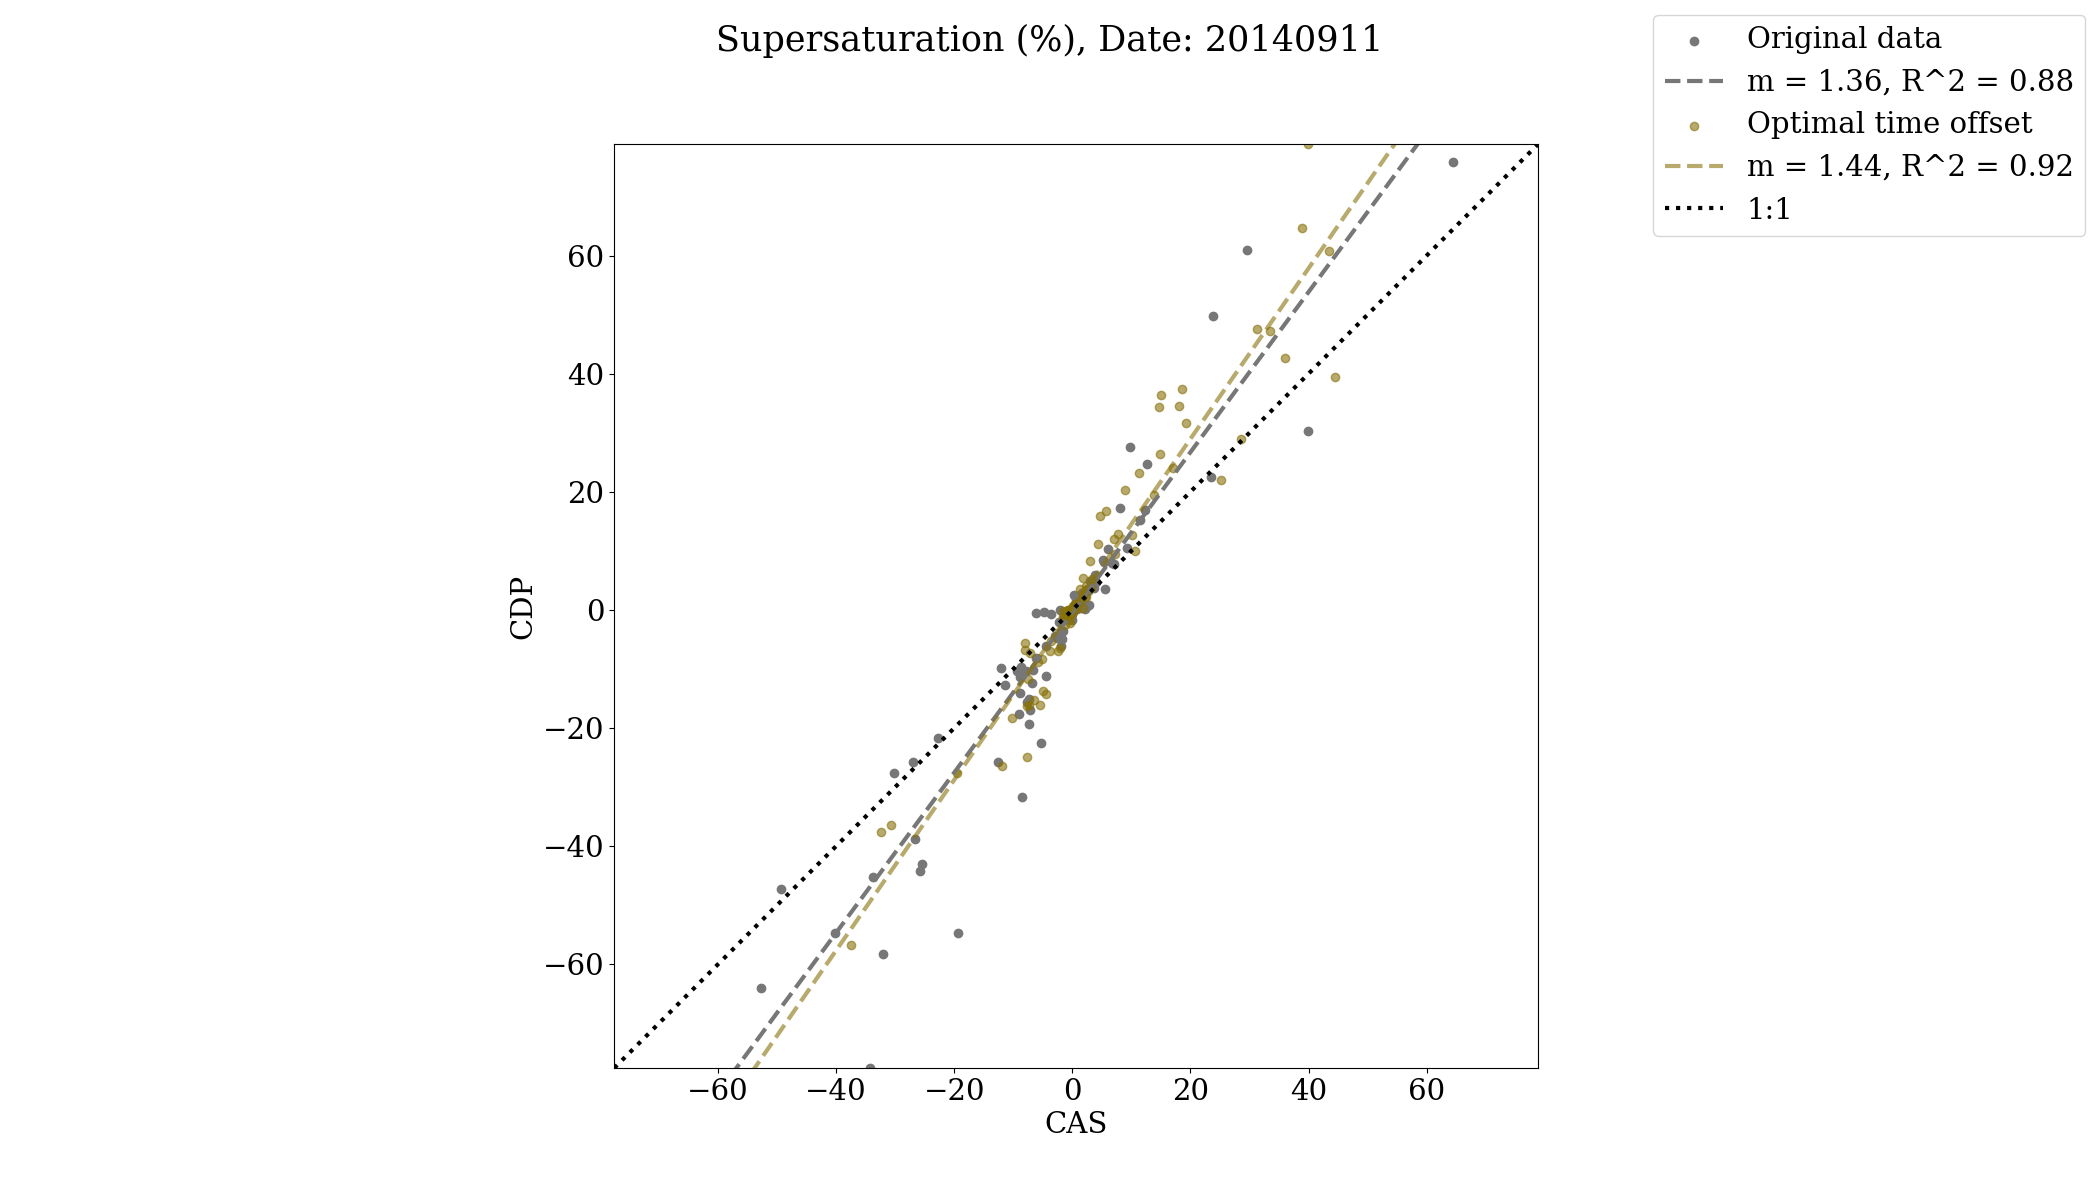 Supersaturation (%), Date: 20140911
Original data
m = 1.36, R^2 = 0.88
Optimal time offset
m = 1.44, R^2 = 0.92
1:1
60
40
20
0
−20
−40
−60
CDP
−60 −40 −20 0 20 40 60
CAS